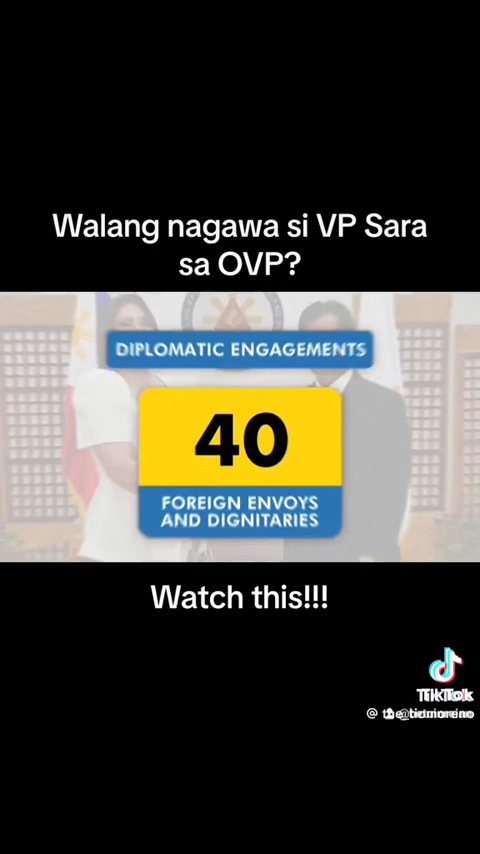 Walang nagawa si VP Sara
sa OVP?
DIPLOMATIC ENGAGEMENTS
40
FOREIGN ENVOYS
AND DIGNITARIES
Watch this!!!
TikTok